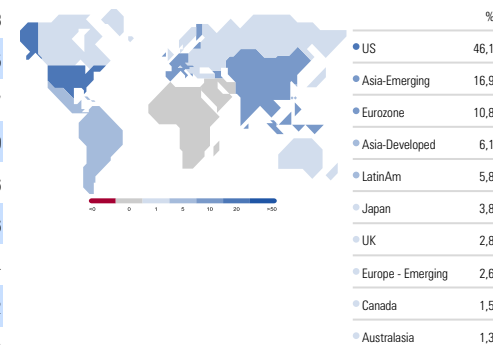 %
US 46,1
Asia-Emerging 16,9
Eurozone 10,8
Asia-Developed 6,1
LatinAm 5,8
Japan 3,8
UK 2,8
Europe - Emerging 2,6
Canada 1,5
Australasia 1,3
<0 0 1 5 10 20 >50